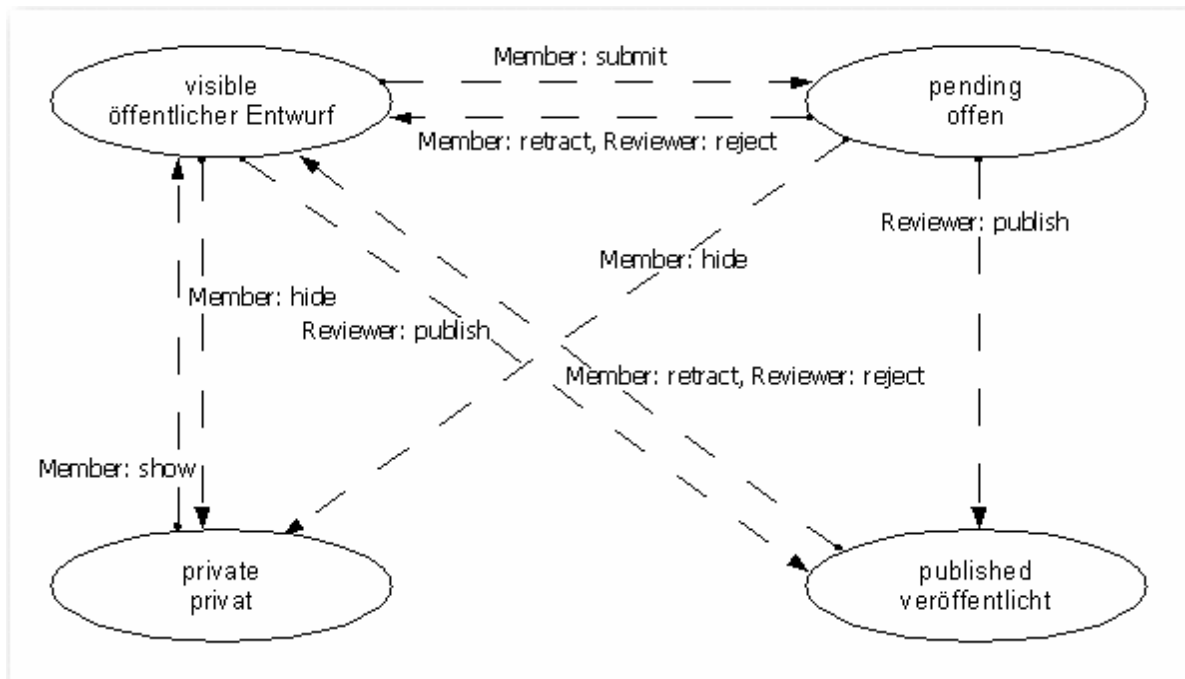 Member: submit
visible
öffentlicher Entwurf
pending
offen
Member: retract, Reviewer: reject
Reviewer: publish
Member: hide
Member: hide
Reviewer: publish
Member: retract, Reviewer: reject
Member: show
private
privat
published
veröffentlicht